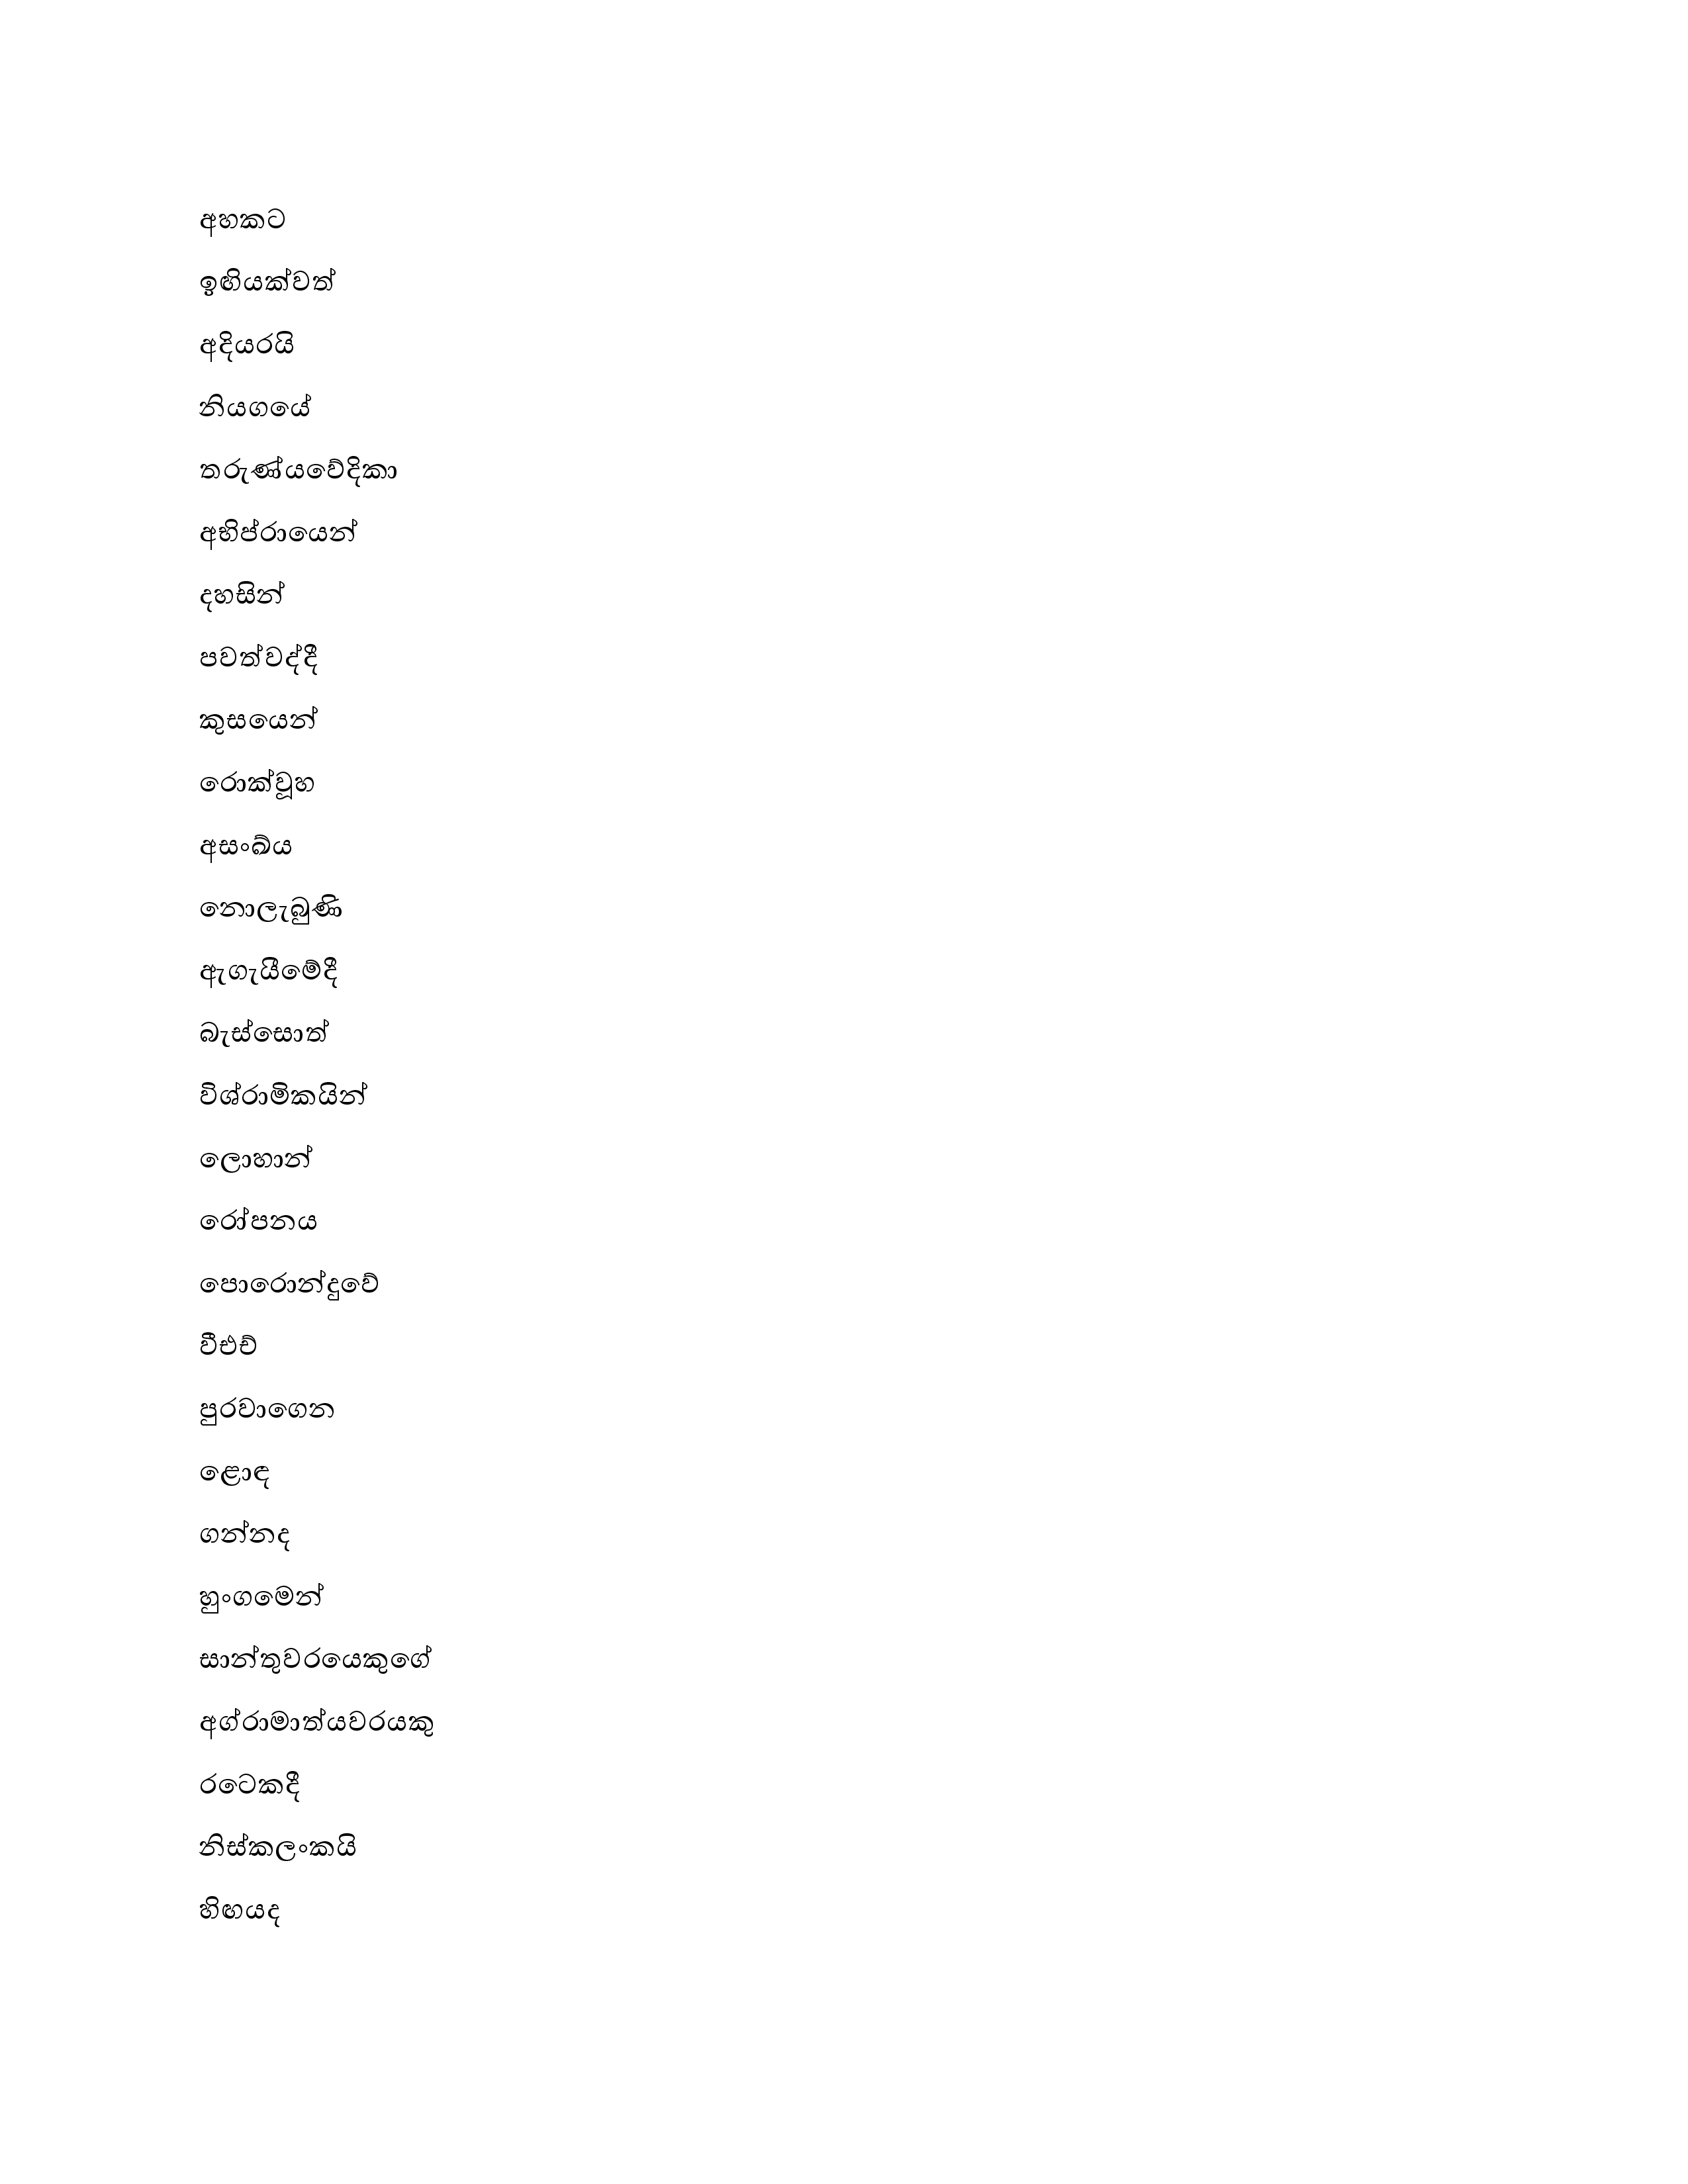 අහකට
ඉඟියක්වත්
අදියරයි
නියගයේ
තරුණ්යවේදිකා
අභිප්රායෙන්
දහසින්
පවත්වද්දී
කුසයෙන්
රොක්වූහ
අසංඛ්ය
නොලැබුණි
ඇගැයීමේදී
බැස්සොත්
විශ්රාමිකයින්
ලොහාන්
රෝපනය
පොරොන්දුවේ
වීඑච්
පුරවාගෙන
ළොඳ
ගන්නද
හුංගමෙන්
සාන්තුවරයෙකුගේ
අග්රාමාත්යවරයකු
රටෙකදී
නිස්කලංකයි
හිඟයද